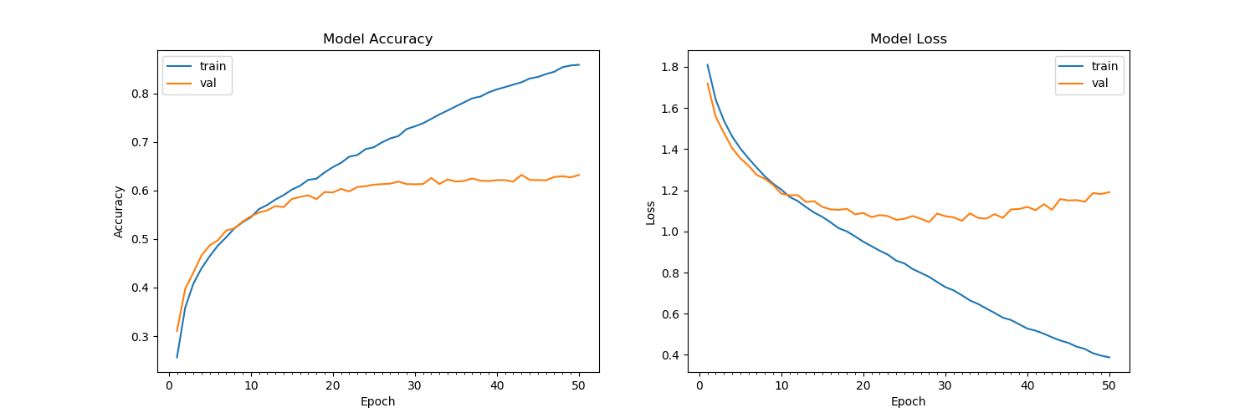 Model Accuracy
train
val
0.8
0.7
0.6
0.5
0.4
0.3
Accuracy
0 10 20 30 40 50
Epoch
Model Loss
train
val
1.8
1.6
1.4
1.2
1.0
0.8
0.6
0.4
Loss
0 10 20 30 40 50
Epoch